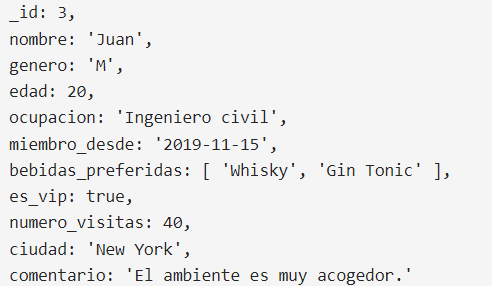 _id: 3,
nombre: 'Juan',
genero: 'M',
edad: 20,
ocupacion: 'Ingeniero civil',
miembro_desde: '2019-11-15',
bebidas_preferidas: [ 'Whisky', 'Gin Tonic' ],
es_vip: true,
numero_visitas: 40,
ciudad: 'New York',
comentario: 'El ambiente es muy acogedor.'